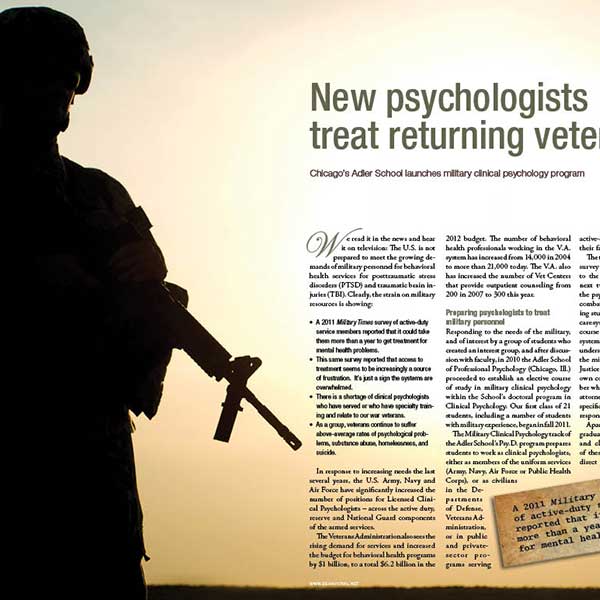 New psychologists
treat returning vete
Chicago's Adler School launches military clinical psychology program
We read it in the news and hear
it on television: The U.S. is not
prepared to meet the growing de-
mands of military personnel for behavioral
health services for posttraumatic stress
disorders (PTSD) and traumatic brain in-
juries (TBI). Clearly, the strain on military
resources is showing:
• A 2011 Military Times survey of active-duty
service members reported that it could take
them more than a year to get treatment for
mental health problems.
• This same survey reported that access to
treatment seems to be increasingly a source
of frustration. It's just a sign the systems are
overwhelmed.
• There is a shortage of clinical psychologists
who have served or who have specialty train-
ing and relate to our war veterans.
• As a group, veterans continue to suffer
above-average rates of psychological prob-
lems, substance abuse, homelessness, and
suicide.
In response to increasing needs the last
several years, the U.S. Army, Navy and
Air Force have significantly increased the
number of positions for Licensed Clini-
cal Psychologists – across the active duty,
reserve and National Guard components
of the armed services.
The Veterans Administration also sees the
rising demand for services and increased
the budget for behavioral health programs
by $1 billion, to a total $6.2 billion in the
2012 budget. The number of behavioral
health professionals working in the V.A.
system has increased from 14,000 in 2004
to more than 21,000 today. The V.A. also
has increased the number of Vet Centers
that provide outpatient counseling from
200 in 2007 to 300 this year.
Preparing psychologists to treat
military personnel
Responding to the needs of the military,
and of interest by a group of students who
created an interest group, and after discus-
sion with faculty, in 2010 the Adler School
of Professional Psychology (Chicago, Ill.)
proceeded to establish an elective course
of study in military clinical psychology
within the School's doctoral program in
Clinical Psychology. Our first class of 21
students, including a number of students
with military experience, began in fall 2011.
The Military Clinical Psychology track of
the Adler School's Psy.D. program prepares
students to work as clinical psychologists,
either as members of the uniform services
(Army, Navy, Air Force or Public Health
Corps), or as civilians
in the De-
partments
of Defense,
Veterans Ad-
ministration,
or in public
and private-
sector pro-
grams serving
active-
their f
The
survey
to the
next t
the ps
comba
ing stu
care sys
course
system
unders
the m
Justice
own c
ber wh
attorne
specifi
respon
Apa
gradua
and cl
of thes
direct
A 2011 Military
of active-duty s
reported that i
more than a yea
for mental heal
WWW.BEHAVIORAL.NET